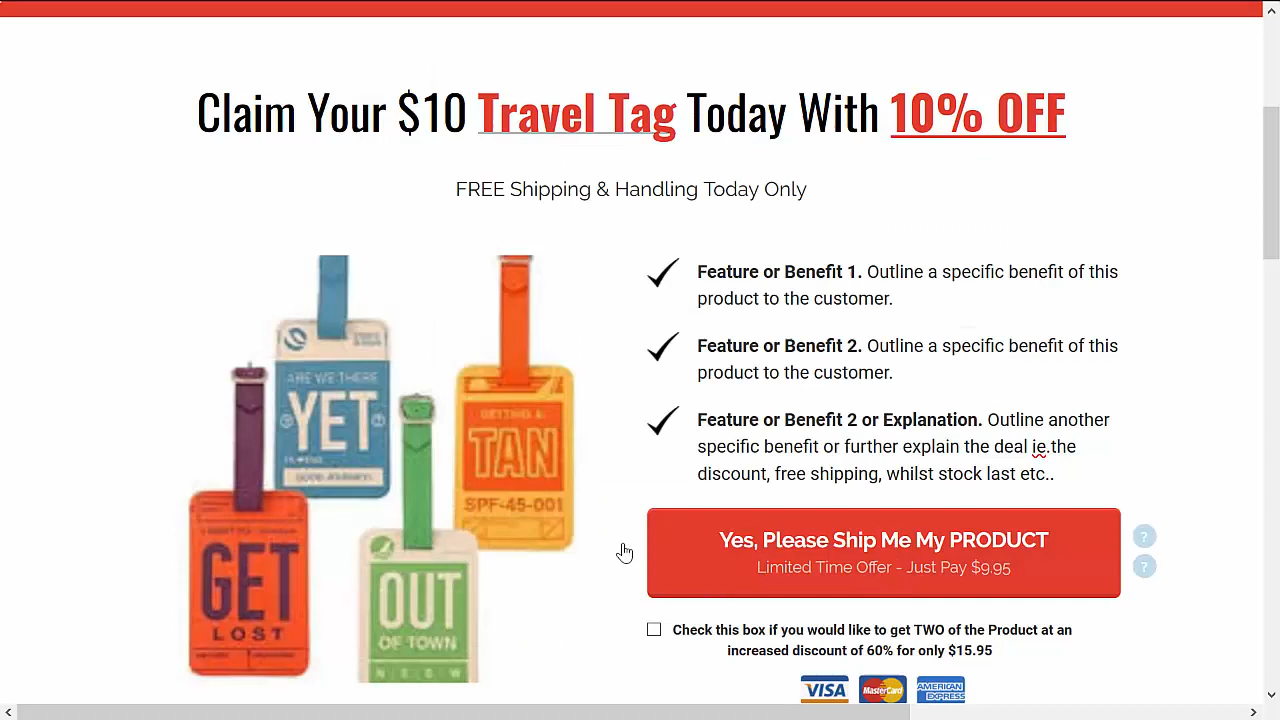 Claim Your $10 Travel Tag Today With 10% OFF
FREE Shipping & Handling Today Only
Feature or Benefit 1. Outline a specific benefit of this
product to the customer.
Feature or Benefit 2. Outline a specific benefit of this
product to the customer.
Feature or Benefit 2 or Explanation. Outline another
specific benefit or further explain the deal ie.the
discount, free shipping, whilst stock last etc..
ARE WE THERE
YET
GETTING A
TAN
SPF-45-001
GET
LOST
OUT
OF TOWN
Yes, Please Ship Me My PRODUCT
Limited Time Offer - Just Pay $9.95
?
?
Check this box if you would like to get TWO of the Product at an
increased discount of 60% for only $15.95
VISA
MasterCard
AMERICAN
EXPRESS